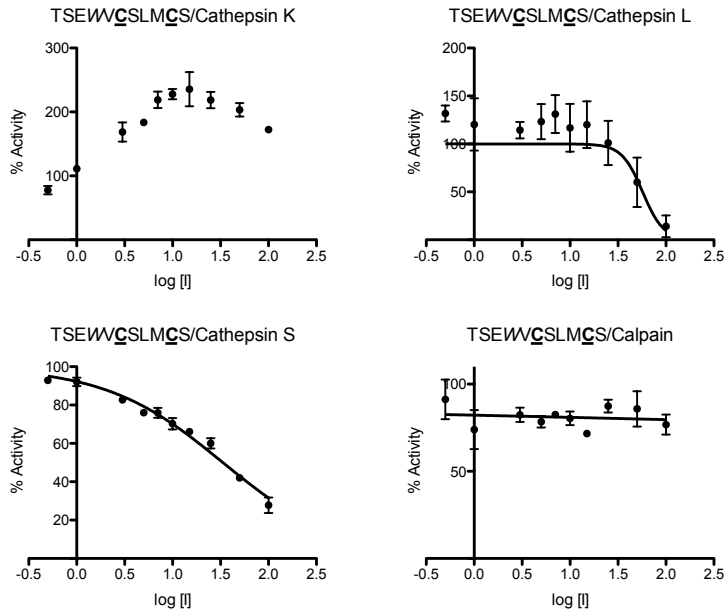 TSEWVCSLMCS/Cathepsin K
300
200
100
% Activity
-0.5 0.0 0.5 1.0 1.5 2.0 2.5
log [I]
TSEWVCSLMCS/Cathepsin L
200
150
100
50
% Activity
-0.5 0.0 0.5 1.0 1.5 2.0 2.5
log [I]
TSEWVCSLMCS/Cathepsin S
100
80
60
40
20
% Activity
-0.5 0.0 0.5 1.0 1.5 2.0 2.5
log [I]
TSEWVCSLMCS/Calpain
100
50
% Activity
-0.5 0.0 0.5 1.0 1.5 2.0 2.5
log [I]